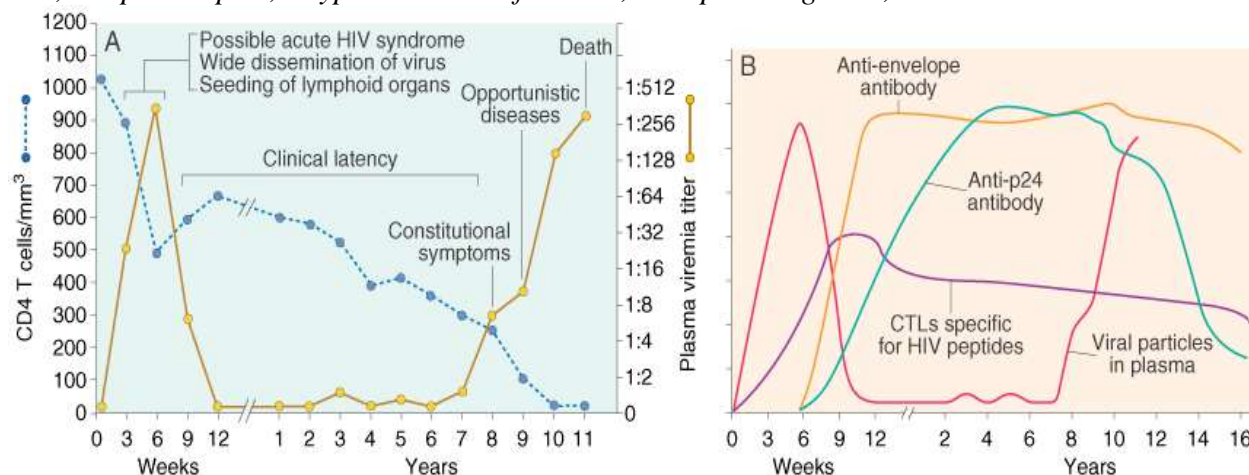 A
1200
1100
1000
900
800
700
600
500
400
300
200
100
0
CD4 T cells/mm³
Possible acute HIV syndrome
Wide dissemination of virus
Seeding of lymphoid organs
Clinical latency
Constitutional
symptoms
Opportunistic
diseases
Death
1:512
1:256
1:128
1:64
1:32
1:16
1:8
1:4
1:2
0
Plasma viremia titer
0 3 6 9 12 1 2 3 4 5 6 7 8 9 10 11
Weeks Years
B
Anti-envelope
antibody
Anti-p24
antibody
CTLs specific
for HIV peptides
Viral particles
in plasma
0 3 6 9 12 2 4 6 8 10 11 14 16
Weeks Years